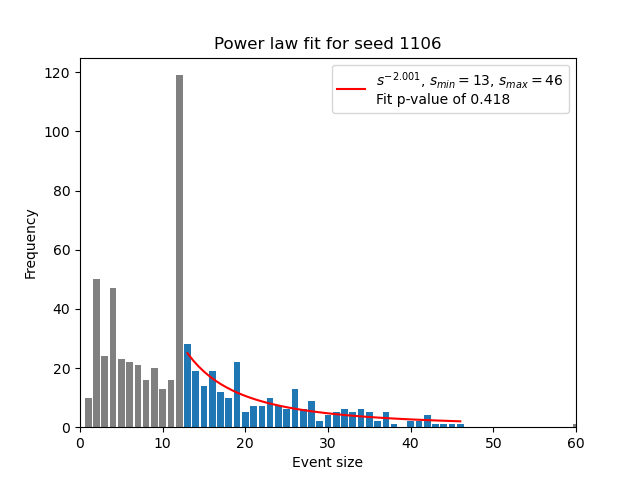 Power law fit for seed 1106
s^{-2.001}, s_{min} = 13, s_{max} = 46
Fit p-value of 0.418
120
100
80
60
40
20
0
Frequency
0 10 20 30 40 50 60
Event size